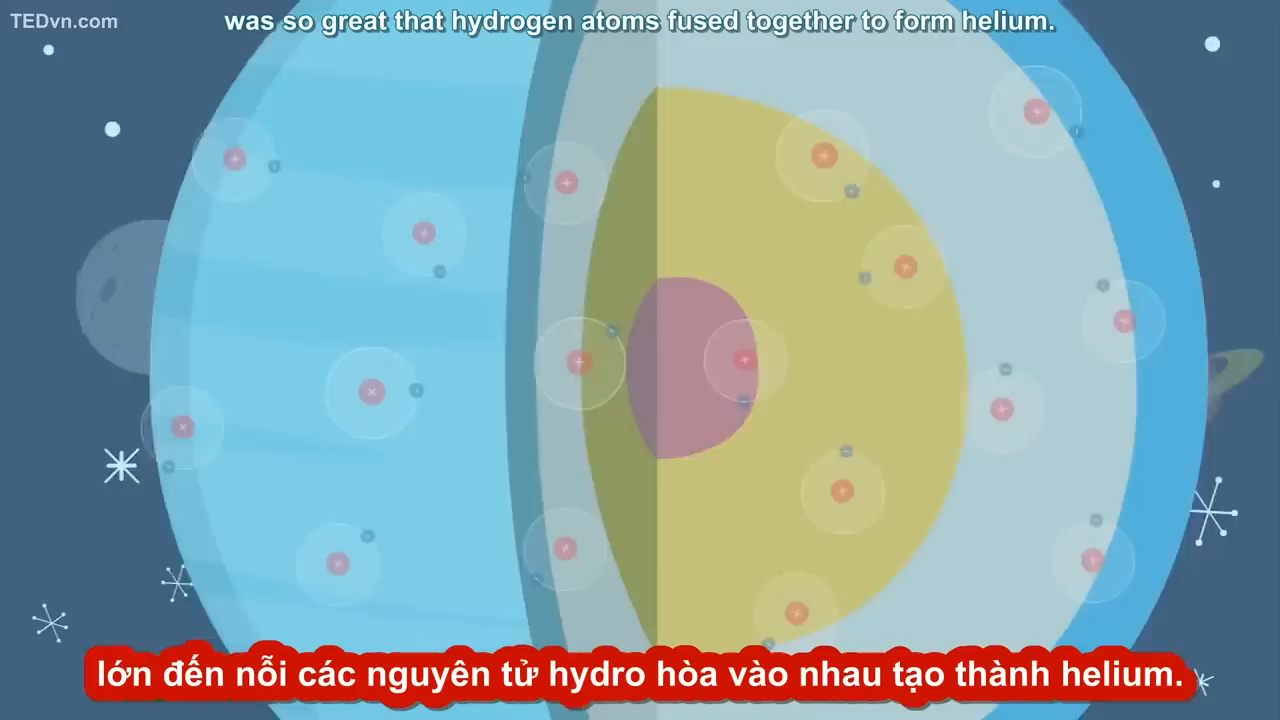 TEDvn.com
was so great that hydrogen atoms fused together to form helium.
lớn đến nỗi các nguyên tử hydro hòa vào nhau tạo thành helium.